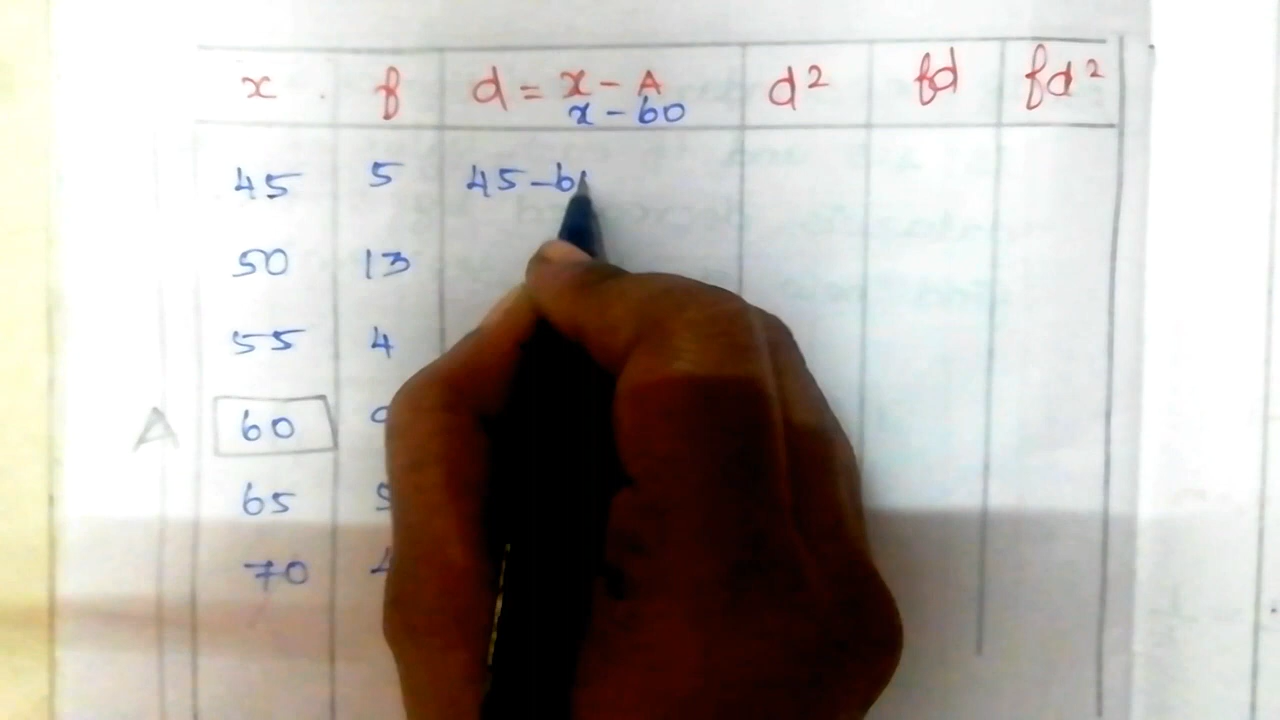 x f d = x - A d² fd fd²
x - 60
45 5 45 - 6
50 13
55 4
A 60
65
70